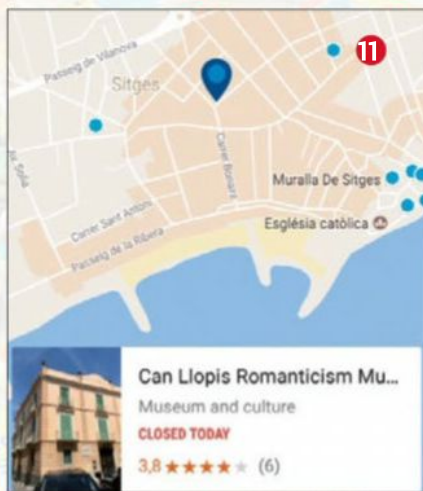 11
Passeig de Vilanova
Sitges
Carrer Bonaire
Muralla De Sitges
Carrer Sant Antoni
Església catòlica
Passeig de la Ribera
Can Llopis Romanticism Mu...
Museum and culture
CLOSED TODAY
3,8 ★★★★★ (6)